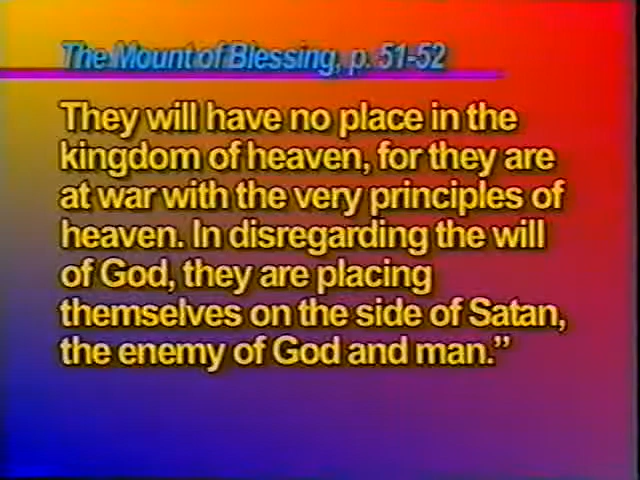 The Mount of Blessing, p. 51-52
They will have no place in the
kingdom of heaven, for they are
at war with the very principles of
heaven. In disregarding the will
of God, they are placing
themselves on the side of Satan,
the enemy of God and man.”